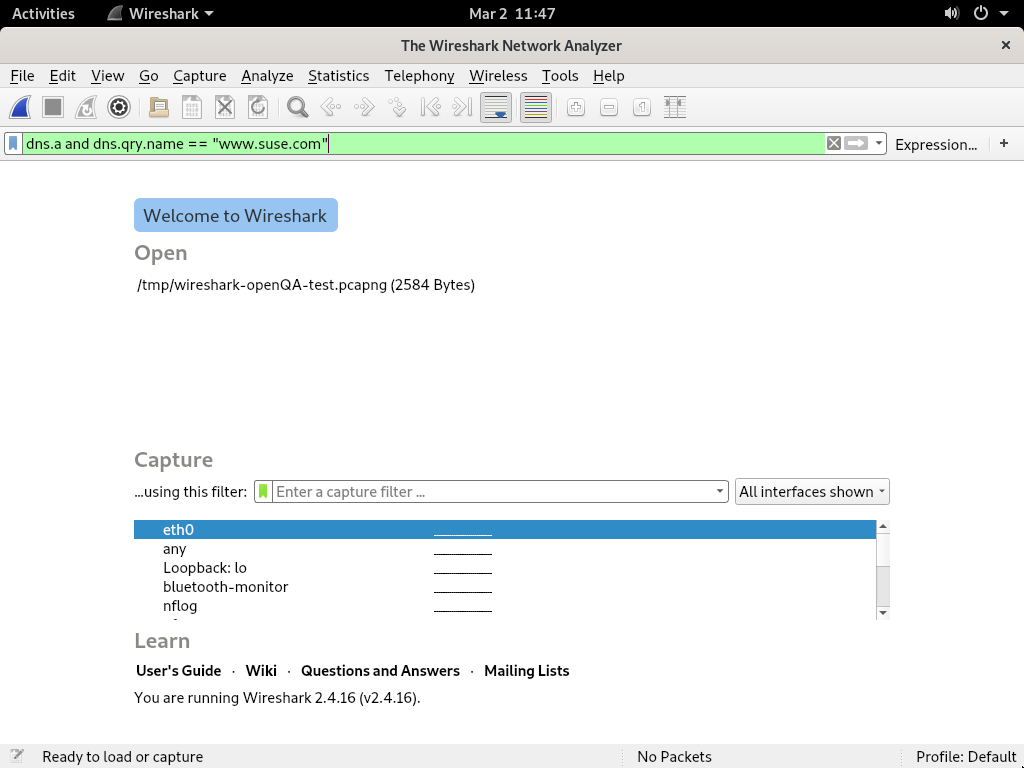 Activities Wireshark Mar 2 11:47
The Wireshark Network Analyzer
File Edit View Go Capture Analyze Statistics Telephony Wireless Tools Help
dns.a and dns.qry.name == "www.suse.com" Expression... +
Welcome to Wireshark
Open
/tmp/wireshark-openQA-test.pcapng (2584 Bytes)
Capture
...using this filter: Enter a capture filter ... All interfaces shown
eth0
any
Loopback: lo
bluetooth-monitor
nflog
Learn
User's Guide · Wiki · Questions and Answers · Mailing Lists
You are running Wireshark 2.4.16 (v2.4.16).
Ready to load or capture No Packets Profile: Default